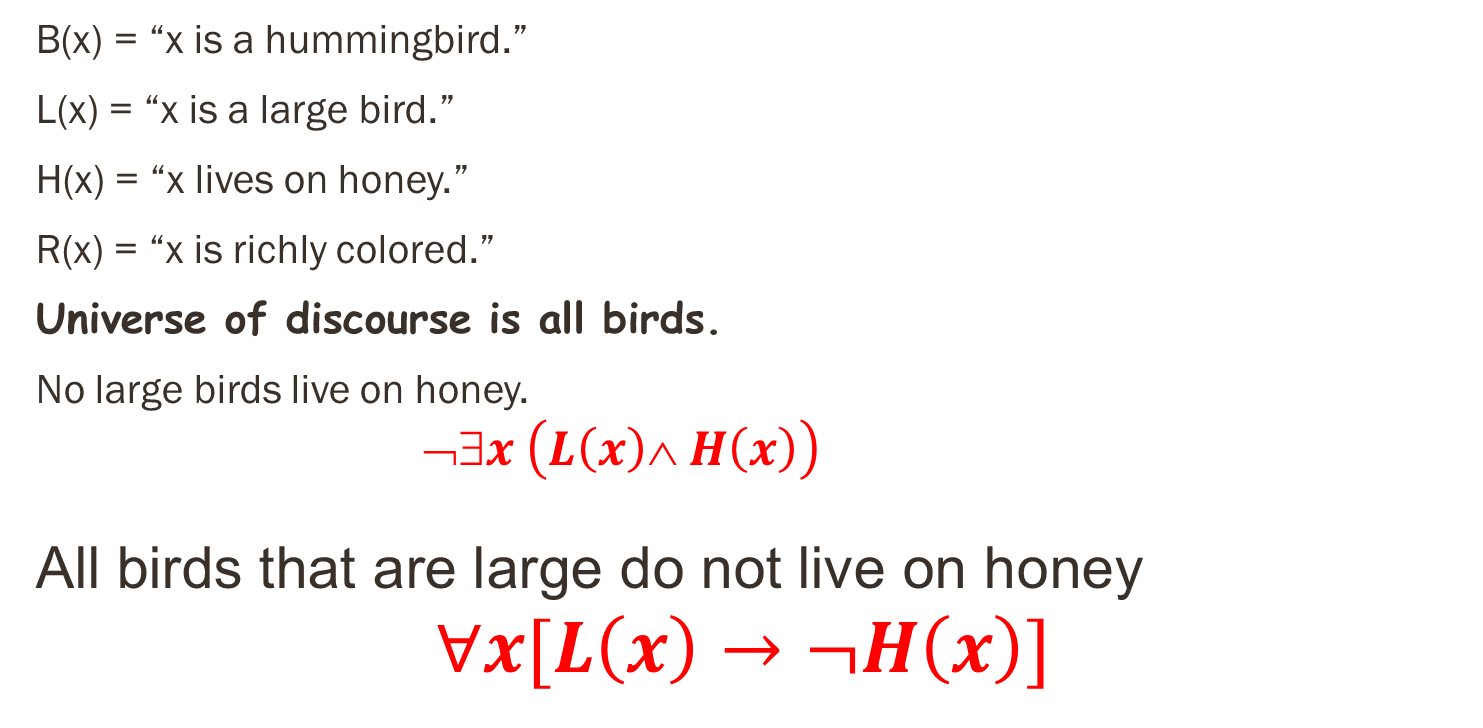 B(x) = “x is a hummingbird.”
L(x) = “x is a large bird.”
H(x) = “x lives on honey.”
R(x) = “x is richly colored.”
Universe of discourse is all birds.
No large birds live on honey.
¬∃x (L(x)∧ H(x))
All birds that are large do not live on honey
∀x[L(x) → ¬H(x)]